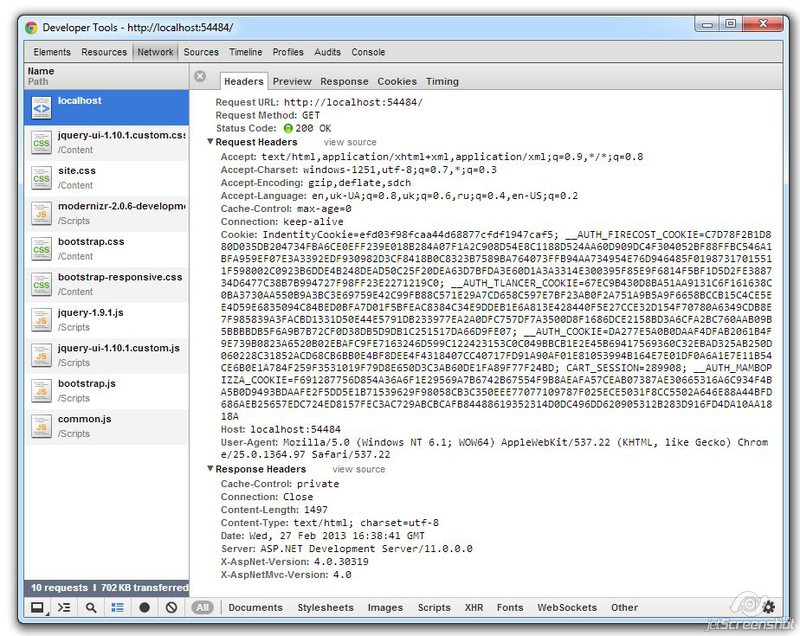 Developer Tools - http://localhost:54484/
Elements Resources Network Sources Timeline Profiles Audits Console
Name
Path
localhost
jquery-ui-1.10.1.custom.css
/Content
site.css
/Content
modernizr-2.0.6-developm
/Scripts
bootstrap.css
/Content
bootstrap-responsive.css
/Content
jquery-1.9.1.js
/Scripts
jquery-ui-1.10.1.custom.js
/Scripts
bootstrap.js
/Scripts
common.js
/Scripts
10 requests | 702 KB transferred
Headers Preview Response Cookies Timing
Request URL: http://localhost:54484/
Request Method: GET
Status Code: 200 OK
Request Headers view source
Accept: text/html,application/xhtml+xml,application/xml;q=0.9,*/*;q=0.8
Accept-Charset: windows-1251,utf-8;q=0.7,*;q=0.3
Accept-Encoding: gzip,deflate,sdch
Accept-Language: en,uk-UA;q=0.8,uk;q=0.6,ru;q=0.4,en-US;q=0.2
Cache-Control: max-age=0
Connection: keep-alive
Cookie: IndentityCookie=efd03f98fcaa44d68877cfdf1947caf5; __AUTH_FIRECOST_COOKIE=
__AUTH_TLANCER_COOKIE=
__AUTH_COOKIE=
CART_SESSION=289908; __AUTH_MAMBOP
IZZA_COOKIE=
Host: localhost:54484
User-Agent: Mozilla/5.0 (Windows NT 6.1; WOW64) AppleWebKit/537.22 (KHTML, like Gecko) Chrom
e/25.0.1364.97 Safari/537.22
Response Headers view source
Cache-Control: private
Connection: Close
Content-Length: 1497
Content-Type: text/html; charset=utf-8
Date: Wed, 27 Feb 2013 16:38:41 GMT
Server: ASP.NET Development Server/11.0.0.0
X-AspNet-Version: 4.0.30319
X-AspNetMvc-Version: 4.0
All Documents Stylesheets Images Scripts XHR Fonts WebSockets Other
jetScreenshot